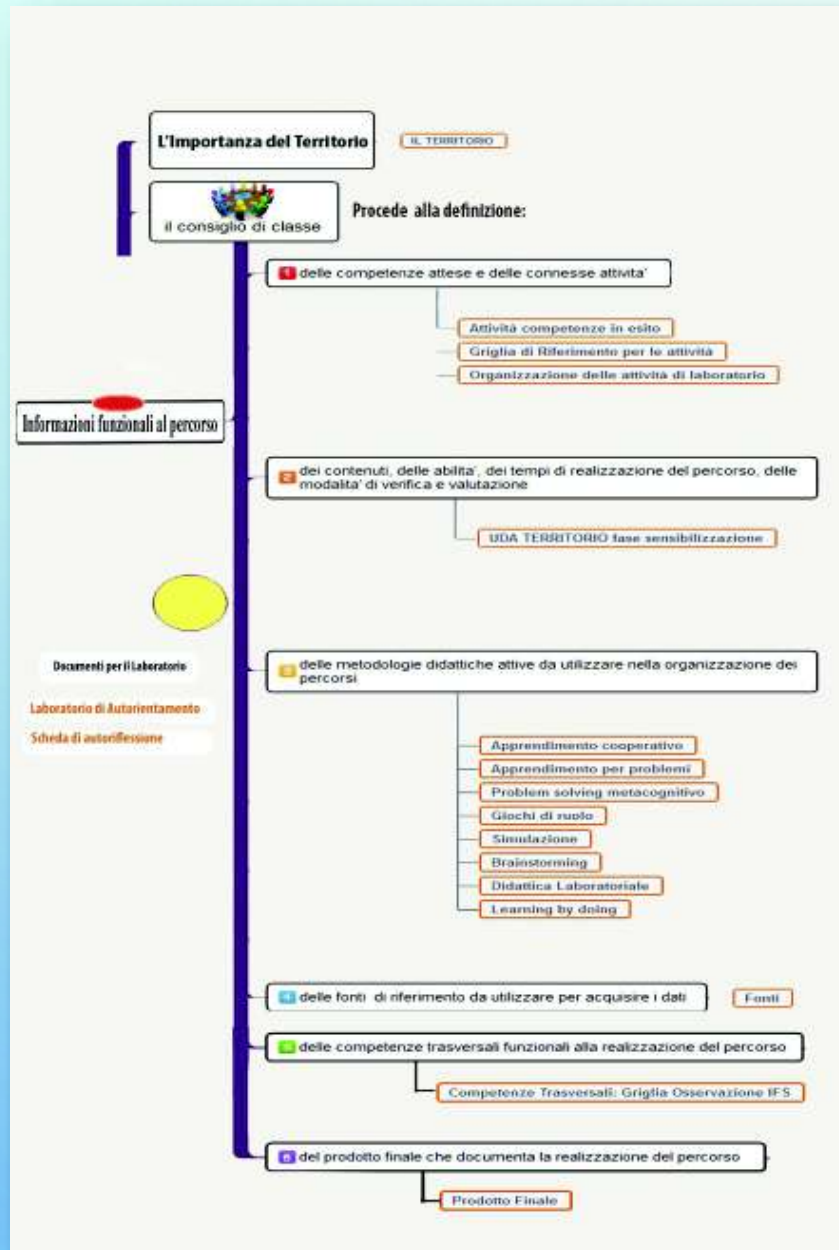 L'Importanza del Territorio
IL TERRITORIO
il consiglio di classe
Procede alla definizione:
1 delle competenze attese e delle connesse attivita'
Attività competenze in esito
Griglia di Riferimento per le attività
Organizzazione delle attività di laboratorio
Informazioni funzionali al percorso
2 dei contenuti, delle abilita', dei tempi di realizzazione del percorso, delle
modalita' di verifica e valutazione
UDA TERRITORIO fase sensibilizzazione
Documenti per il Laboratorio
Laboratorio di Autorientamento
Scheda di autoriflessione
3 delle metodologie didattiche attive da utilizzare nella organizzazione dei
percorsi
Apprendimento cooperativo
Apprendimento per problemi
Problem solving metacognitivo
Giochi di ruolo
Simulazione
Brainstorming
Didattica Laboratoriale
Learning by doing
4 delle fonti di riferimento da utilizzare per acquisire i dati
Fonti
5 delle competenze trasversali funzionali alla realizzazione del percorso
Competenze Trasversali: Griglia Osservazione IFS
6 del prodotto finale che documenta la realizzazione del percorso
Prodotto Finale